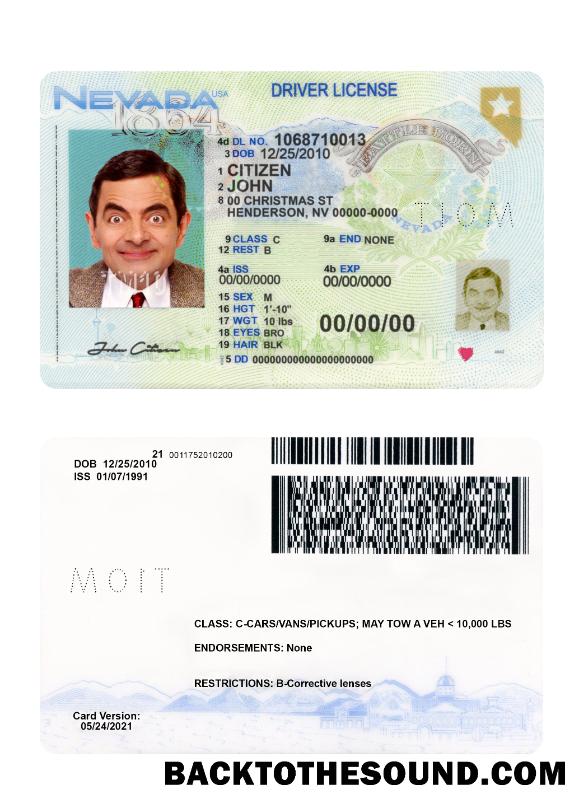 NEVADA USA
DRIVER LICENSE
1864
4d DL NO. 1068710013
3 DOB 12/25/2010
1 CITIZEN
2 JOHN
8 00 CHRISTMAS ST
HENDERSON, NV 00000-0000
NEVADA
9 CLASS C 9a END NONE
12 REST B
4a ISS 4b EXP
00/00/0000 00/00/0000
15 SEX M
16 HGT 1'-10"
17 WGT 10 lbs
18 EYES BRO
19 HAIR BLK
00/00/00
5 DD 000000000000000000000
John Citizen
21 0011752010200
DOB 12/25/2010
ISS 01/07/1991
MOIT
CLASS: C-CARS/VANS/PICKUPS; MAY TOW A VEH < 10,000 LBS
ENDORSEMENTS: None
RESTRICTIONS: B-Corrective lenses
Card Version:
05/24/2021
BACKTOTHESOUND.COM